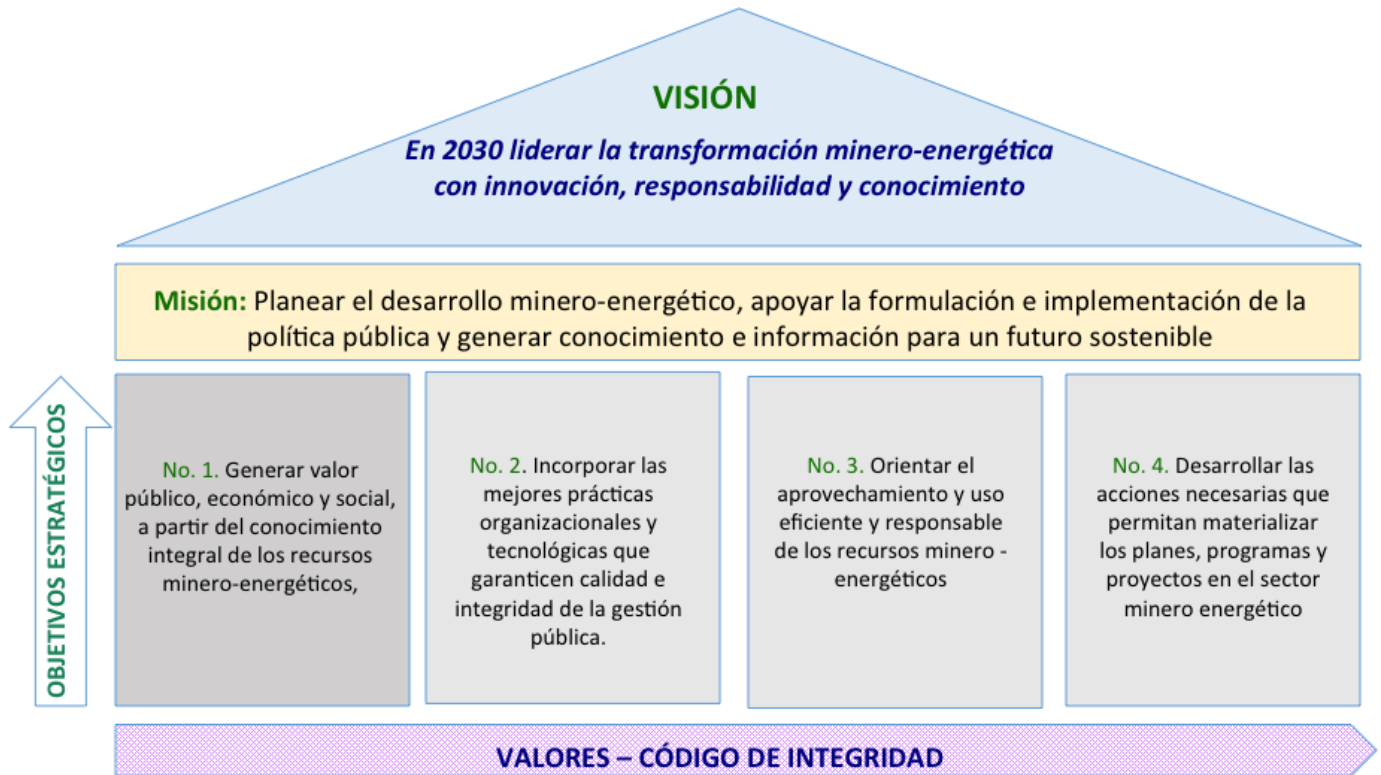 VISIÓN
En 2030 liderar la transformación minero-energética
con innovación, responsabilidad y conocimiento
Misión: Planear el desarrollo minero-energético, apoyar la formulación e implementación de la
política pública y generar conocimiento e información para un futuro sostenible
OBJETIVOS ESTRATÉGICOS
No. 1. Generar valor
público, económico y social,
a partir del conocimiento
integral de los recursos
minero-energéticos,
No. 2. Incorporar las
mejores prácticas
organizacionales y
tecnológicas que
garanticen calidad e
integridad de la gestión
pública.
No. 3. Orientar el
aprovechamiento y uso
eficiente y responsable
de los recursos minero -
energéticos
No. 4. Desarrollar las
acciones necesarias que
permitan materializar
los planes, programas y
proyectos en el sector
minero energético
VALORES – CÓDIGO DE INTEGRIDAD